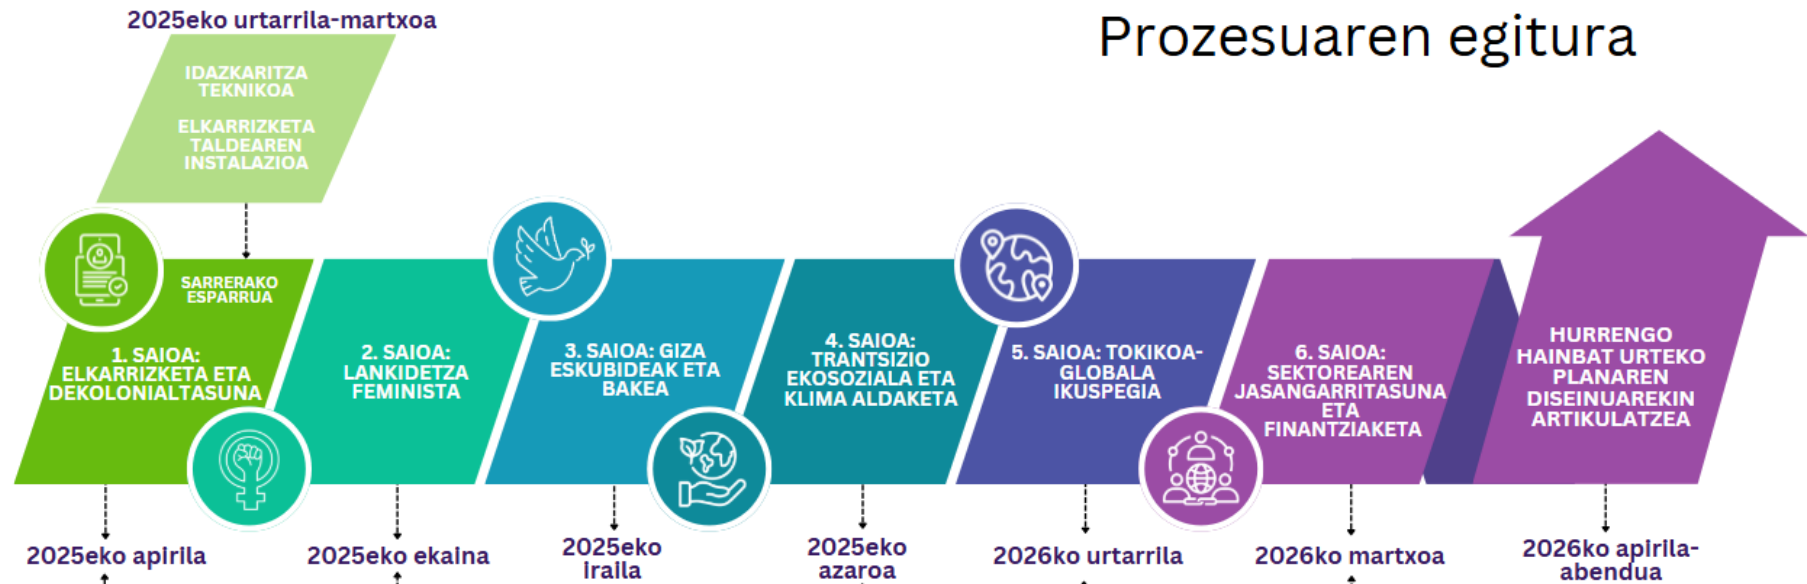 2025eko urtarrila-martxoa
Prozesuaren egitura
IDAZKARITZA
TEKNIKOA
ELKARRIZKETA
TALDEAREN
INSTALAZIOA
SARRERAKO
ESPARRUA
1. SAIOA:
ELKARRIZKETA ETA
DEKOLONIALTASUNA
2. SAIOA:
LANKIDETZA
FEMINISTA
3. SAIOA: GIZA
ESKUBIDEAK ETA
BAKEA
4. SAIOA:
TRANTSIZIO
EKOSOZIALA ETA
KLIMA ALDAKETA
5. SAIOA: TOKIKOA-
GLOBALA
IKUSPEGIA
6. SAIOA:
SEKTOREAREN
JASANGARRITASUNA
ETA
FINANTZIAKETA
HURRENGO
HAINBAT URTEKO
PLANAREN
DISEINUAREKIN
ARTIKULATZEA
2025eko apirila
2025eko ekaina
2025eko
iraila
2025eko
azaroa
2026ko urtarrila
2026ko martxoa
2026ko apirila-
abendua